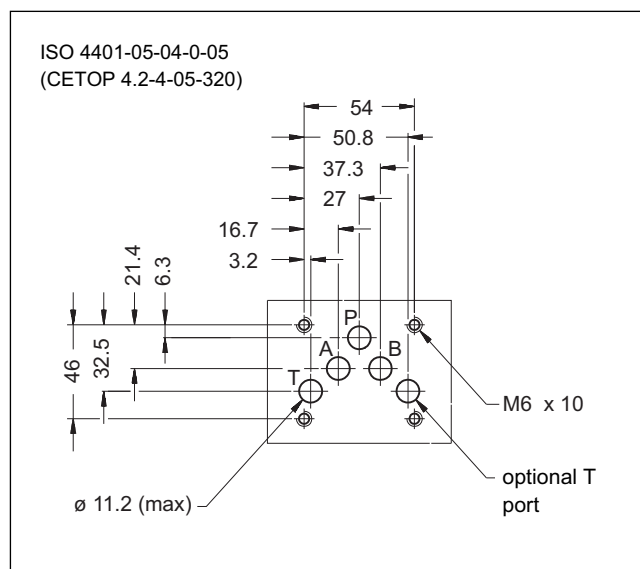 ISO 4401-05-04-0-05
(CETOP 4.2-4-05-320)
54
50.8
37.3
27
16.7
3.2
21.4
6.3
46
32.5
P
A
B
T
M6 x 10
ø 11.2 (max)
optional T
port